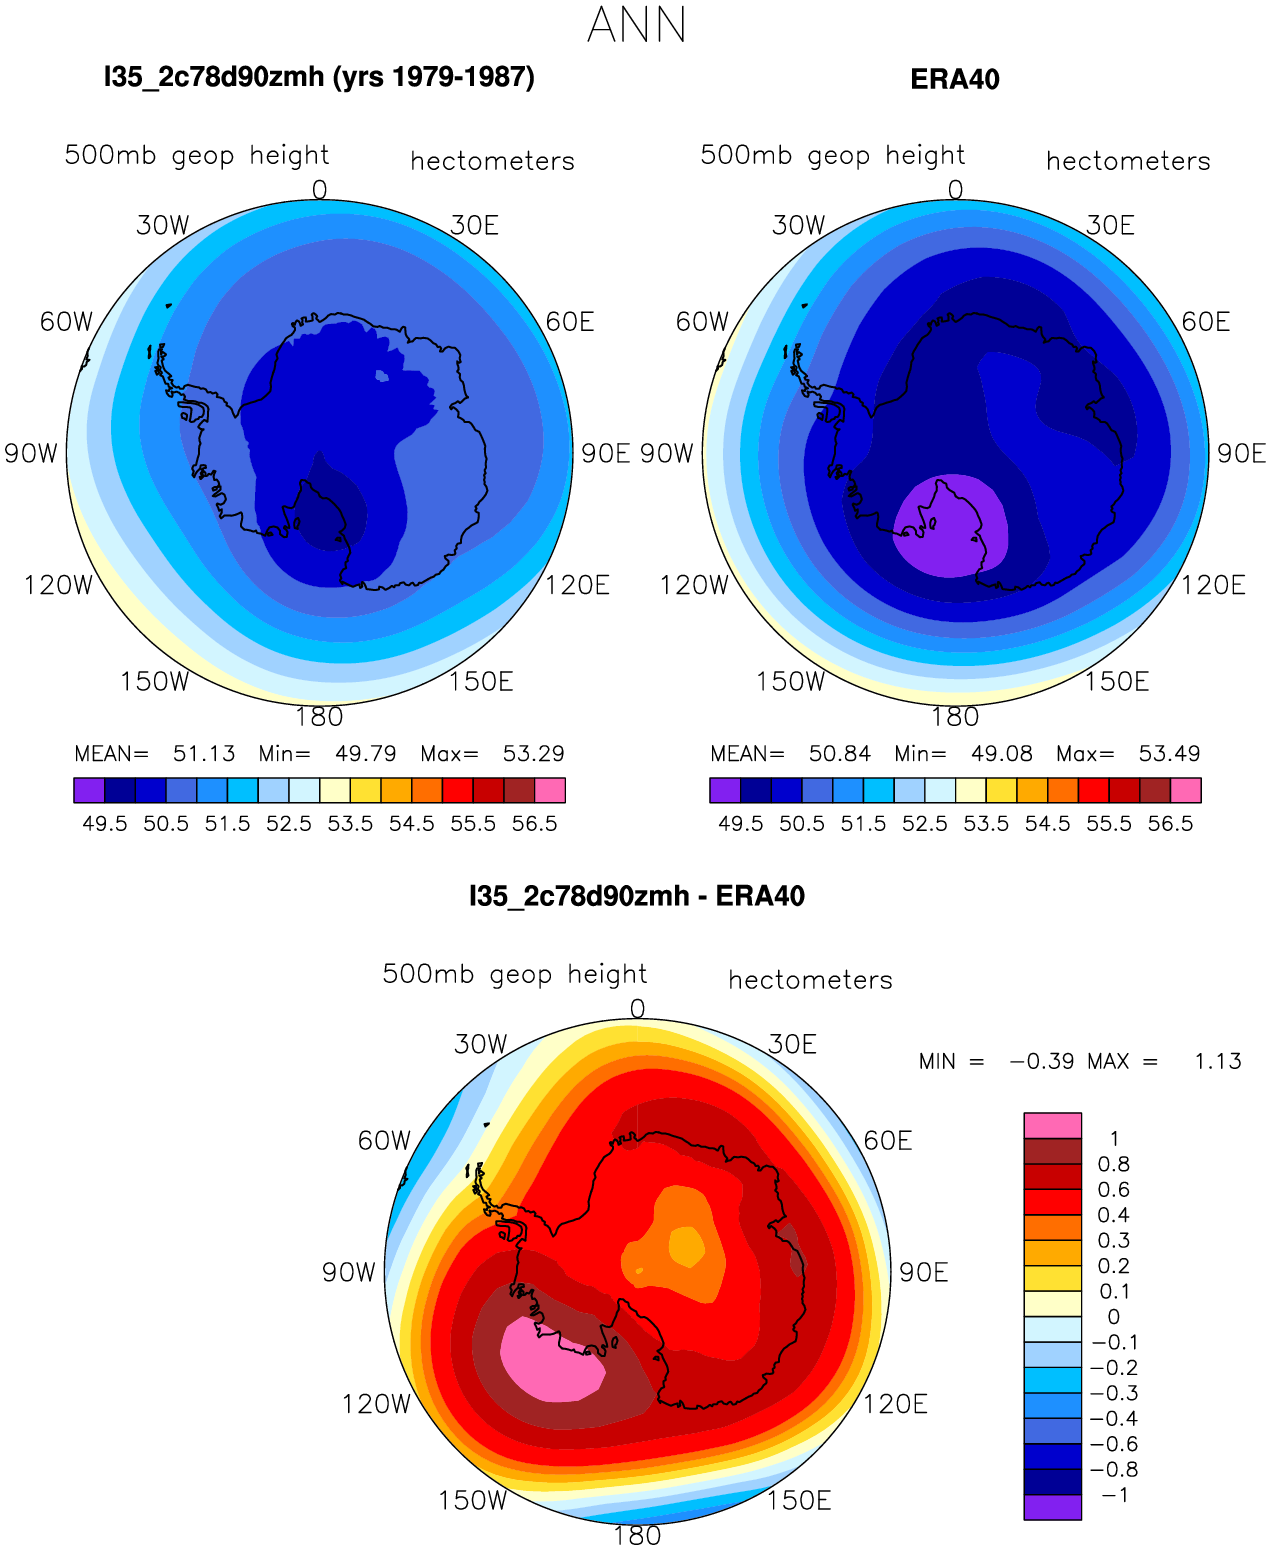 ANN
I35_2c78d90zmh (yrs 1979-1987)
500mb geop height hectometers
0
30W 30E
60W 60E
90W 90E
120W 120E
150W 150E
180
MEAN= 51.13 Min= 49.79 Max= 53.29
49.5 50.5 51.5 52.5 53.5 54.5 55.5 56.5
ERA40
500mb geop height hectometers
0
30W 30E
60W 60E
90W 90E
120W 120E
150W 150E
180
MEAN= 50.84 Min= 49.08 Max= 53.49
49.5 50.5 51.5 52.5 53.5 54.5 55.5 56.5
I35_2c78d90zmh - ERA40
500mb geop height hectometers
0
30W 30E
60W 60E
90W 90E
120W 120E
150W 150E
180
MIN = -0.39 MAX = 1.13
1
0.8
0.6
0.4
0.3
0.2
0.1
0
-0.1
-0.2
-0.3
-0.4
-0.6
-0.8
-1